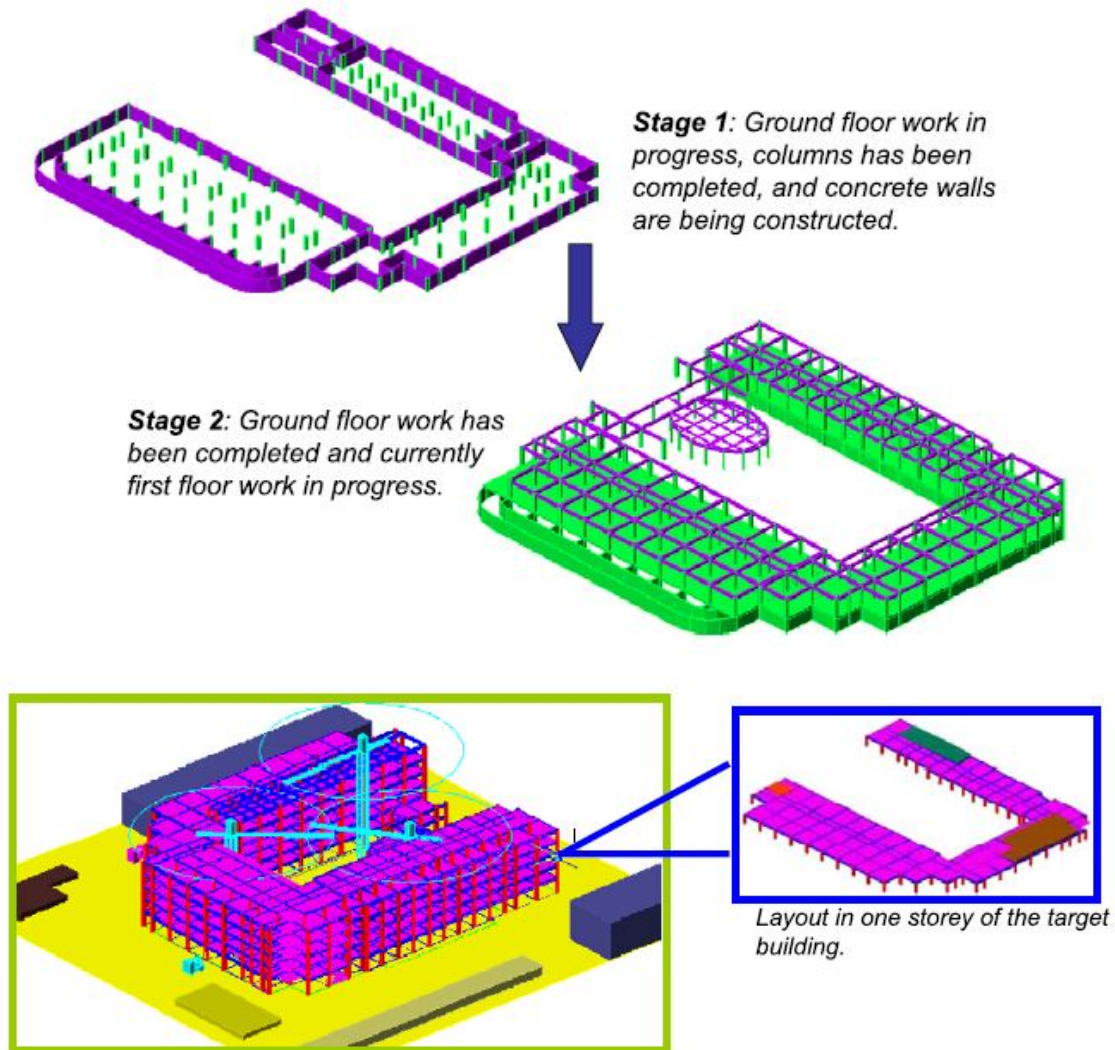 Stage 1: Ground floor work in
progress, columns has been
completed, and concrete walls
are being constructed.
Stage 2: Ground floor work has
been completed and currently
first floor work in progress.
Layout in one storey of the target
building.